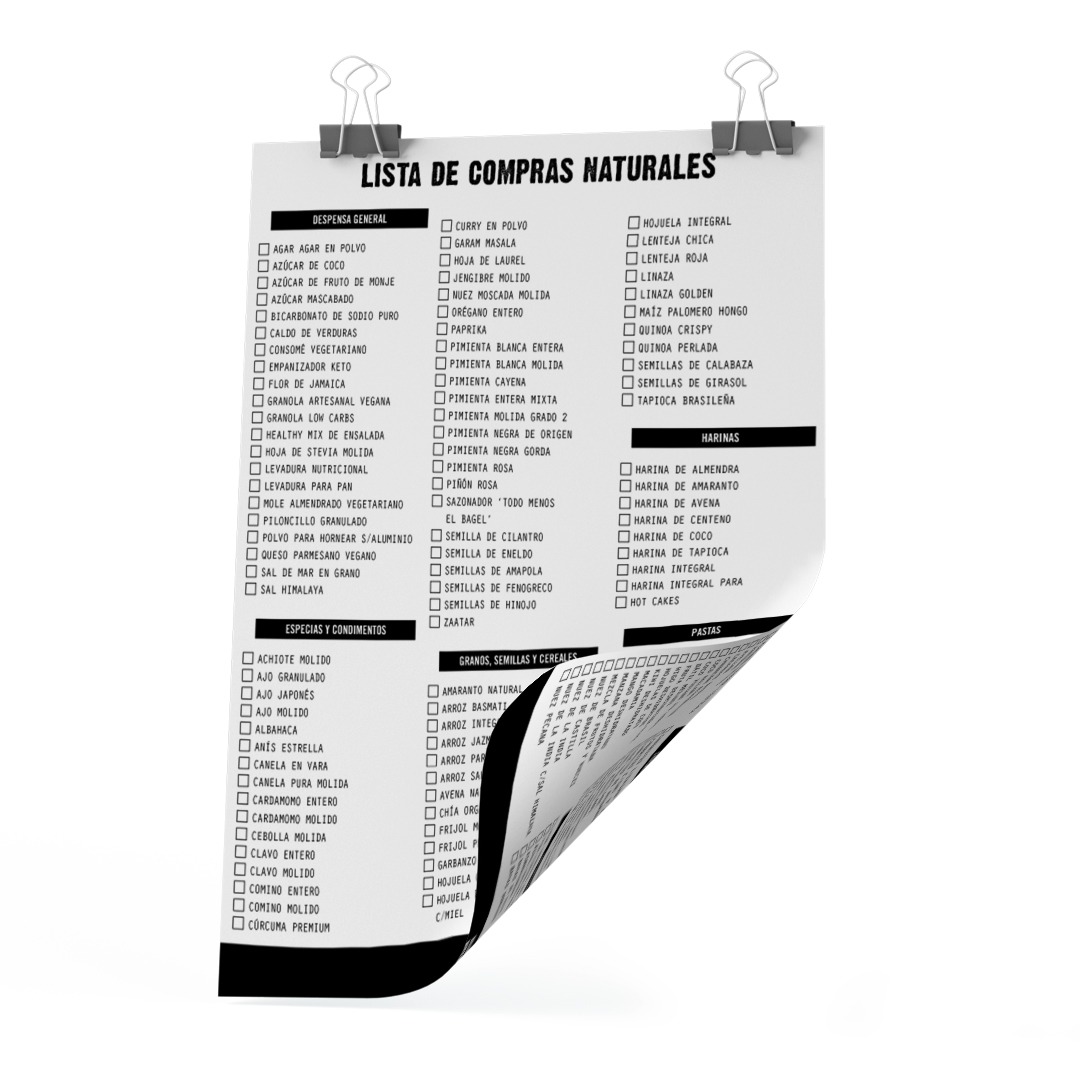 LISTA DE COMPRAS NATURALES
DESPENSA GENERAL
AGAR AGAR EN POLVO
AZÚCAR DE COCO
AZÚCAR DE FRUTO DE MONJE
AZÚCAR MASCABADO
BICARBONATO DE SODIO PURO
CALDO DE VERDURAS
CONSOMÉ VEGETARIANO
EMPANIZADOR KETO
FLOR DE JAMAICA
GRANOLA ARTESANAL VEGANA
GRANOLA LOW CARBS
HEALTHY MIX DE ENSALADA
HOJA DE STEVIA MOLIDA
LEVADURA NUTRICIONAL
LEVADURA PARA PAN
MOLE ALMENDRADO VEGETARIANO
PILONCILLO GRANULADO
POLVO PARA HORNEAR S/ALUMINIO
QUESO PARMESANO VEGANO
SAL DE MAR EN GRANO
SAL HIMALAYA
ESPECIAS Y CONDIMENTOS
ACHIOTE MOLIDO
AJO GRANULADO
AJO JAPONÉS
AJO MOLIDO
ALBAHACA
ANÍS ESTRELLA
CANELA EN VARA
CANELA PURA MOLIDA
CARDAMOMO ENTERO
CARDAMOMO MOLIDO
CEBOLLA MOLIDA
CLAVO ENTERO
CLAVO MOLIDO
COMINO ENTERO
COMINO MOLIDO
CÚRCUMA PREMIUM
CURRY EN POLVO
GARAM MASALA
HOJA DE LAUREL
JENGIBRE MOLIDO
NUEZ MOSCADA MOLIDA
ORÉGANO ENTERO
PAPRIKA
PIMIENTA BLANCA ENTERA
PIMIENTA BLANCA MOLIDA
PIMIENTA CAYENA
PIMIENTA ENTERA MIXTA
PIMIENTA MOLIDA GRADO 2
PIMIENTA NEGRA DE ORIGEN
PIMIENTA NEGRA GORDA
PIMIENTA ROSA
PIÑÓN ROSA
SAZONADOR 'TODO MENOS
EL BAGEL'
SEMILLA DE CILANTRO
SEMILLA DE ENELDO
SEMILLAS DE AMAPOLA
SEMILLAS DE FENOGRECO
SEMILLAS DE HINOJO
ZAATAR
GRANOS, SEMILLAS Y CEREALES
AMARANTO NATURAL
ARROZ BASMATI
ARROZ INTEG
ARROZ JAZM
ARROZ PAR
ARROZ SA
AVENA NA
CHÍA ORG
FRIJOL M
FRIJOL P
GARBANZO
HOJUELA
HOJUELA
C/MIEL
HOJUELA INTEGRAL
LENTEJA CHICA
LENTEJA ROJA
LINAZA
LINAZA GOLDEN
MAÍZ PALOMERO HONGO
QUINOA CRISPY
QUINOA PERLADA
SEMILLAS DE CALABAZA
SEMILLAS DE GIRASOL
TAPIOCA BRASILEÑA
HARINAS
HARINA DE ALMENDRA
HARINA DE AMARANTO
HARINA DE AVENA
HARINA DE CENTENO
HARINA DE COCO
HARINA DE TAPIOCA
HARINA INTEGRAL
HARINA INTEGRAL PARA
HOT CAKES
PASTAS
MANGO DESHIDRATADO
MANZANA DESHIDRATADA
MEZCLA DE FRUTOS Y
NUEZ DE BRASIL
NUEZ DE CASTILLA
NUEZ DE LA INDIA
NUEZ DE LA INDIA C/SAL HIMALAYA
NUEZ PECANA